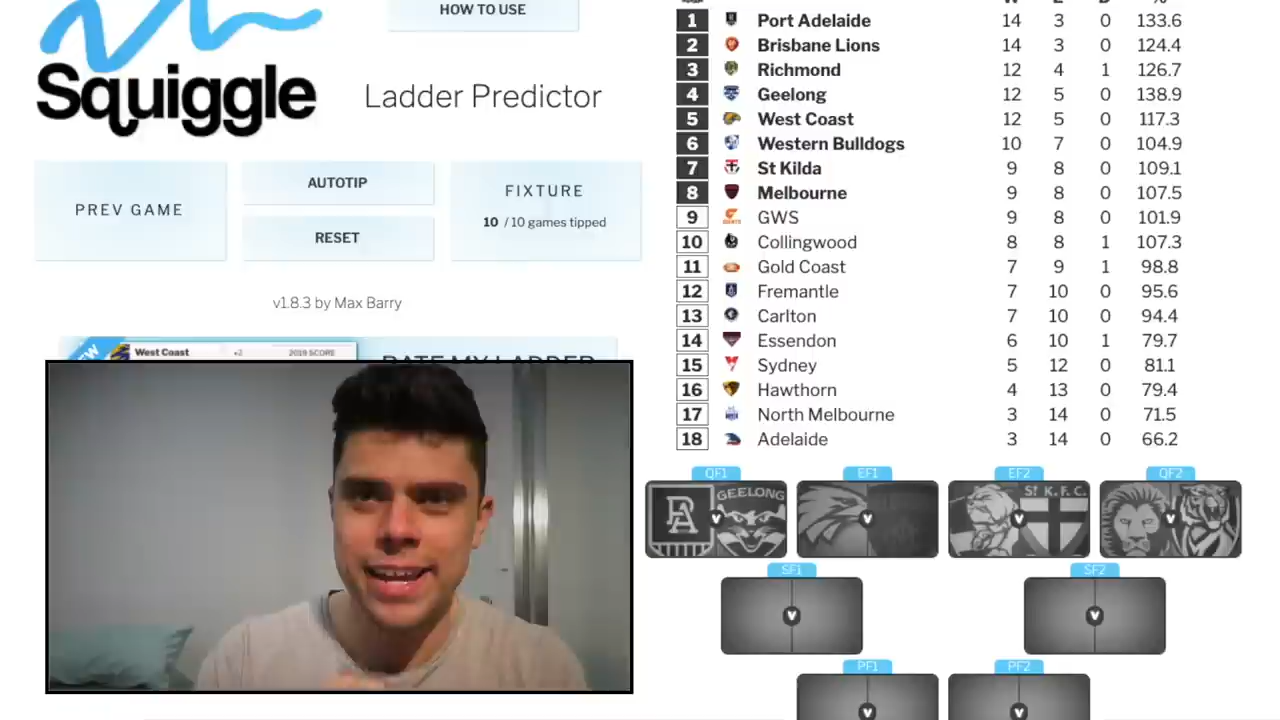 HOW TO USE
Squiggle
Ladder Predictor
PREV GAME
AUTOTIP
RESET
FIXTURE
10 / 10 games tipped
v1.8.3 by Max Barry
West Coast +2 2019 SCORE
RATE MY LADDER
1 Port Adelaide 14 3 0 133.6
2 Brisbane Lions 14 3 0 124.4
3 Richmond 12 4 1 126.7
4 Geelong 12 5 0 138.9
5 West Coast 12 5 0 117.3
6 Western Bulldogs 10 7 0 104.9
7 St Kilda 9 8 0 109.1
8 Melbourne 9 8 0 107.5
9 GWS 9 8 0 101.9
10 Collingwood 8 8 1 107.3
11 Gold Coast 7 9 1 98.8
12 Fremantle 7 10 0 95.6
13 Carlton 7 10 0 94.4
14 Essendon 6 10 1 79.7
15 Sydney 5 12 0 81.1
16 Hawthorn 4 13 0 79.4
17 North Melbourne 3 14 0 71.5
18 Adelaide 3 14 0 66.2
QF1 EF1 EF2 QF2
PA V GEELONG V V St K.F.C. V
SF1 SF2
V V
PF1 PF2
V V